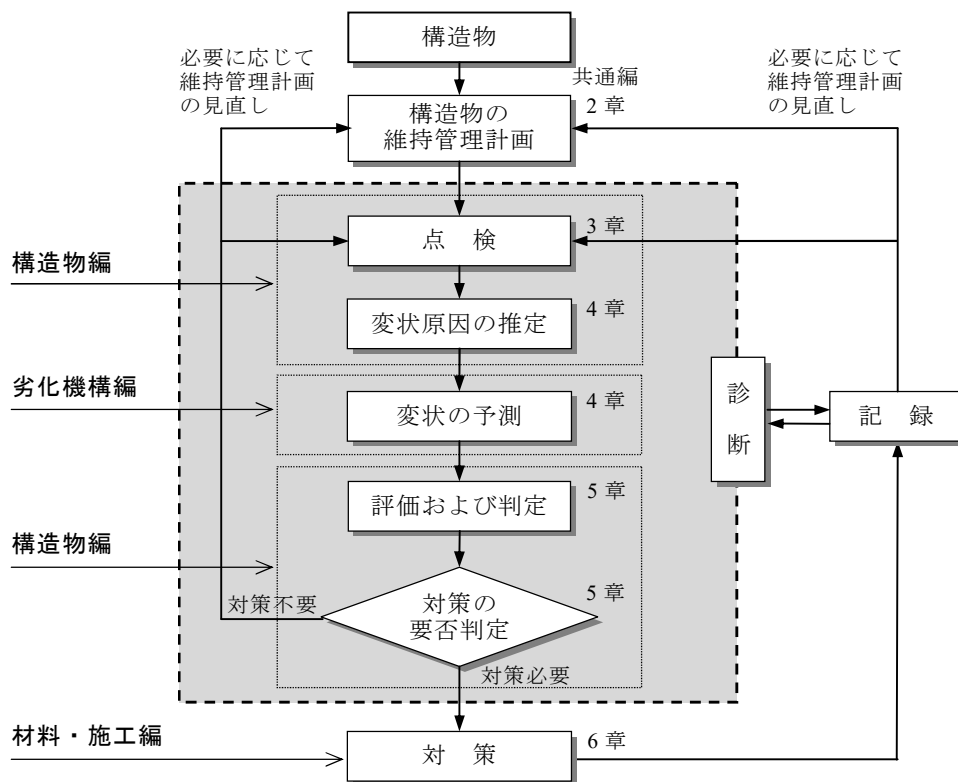 構造物
必要に応じて
維持管理計画
の見直し
共通編
2章
必要に応じて
維持管理計画
の見直し
構造物の
維持管理計画
点　検
3章
構造物編
変状原因の推定
4章
劣化機構編
変状の予測
4章
診
断
記　録
評価および判定
5章
構造物編
対策の
要否判定
5章
対策不要
対策必要
材料・施工編
対　策
6章